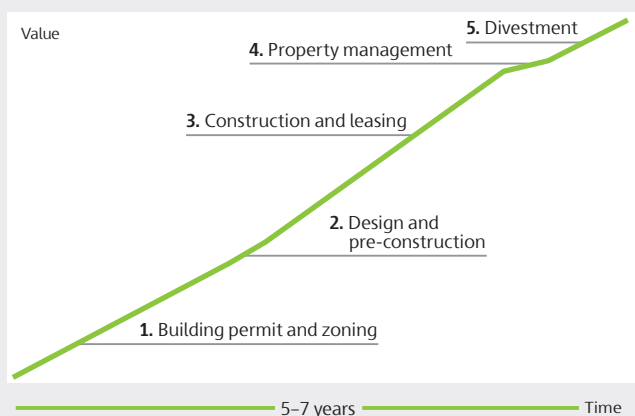 Value
5. Divestment
4. Property management
3. Construction and leasing
2. Design and
pre-construction
1. Building permit and zoning
5–7 years
Time